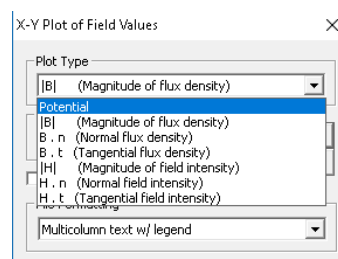 X-Y Plot of Field Values
Plot Type
|B| (Magnitude of flux density)
Potential
|B| (Magnitude of flux density)
B . n (Normal flux density)
B . t (Tangential flux density)
|H| (Magnitude of field intensity)
H . n (Normal field intensity)
H . t (Tangential field intensity)
Multicolumn text w/ legend